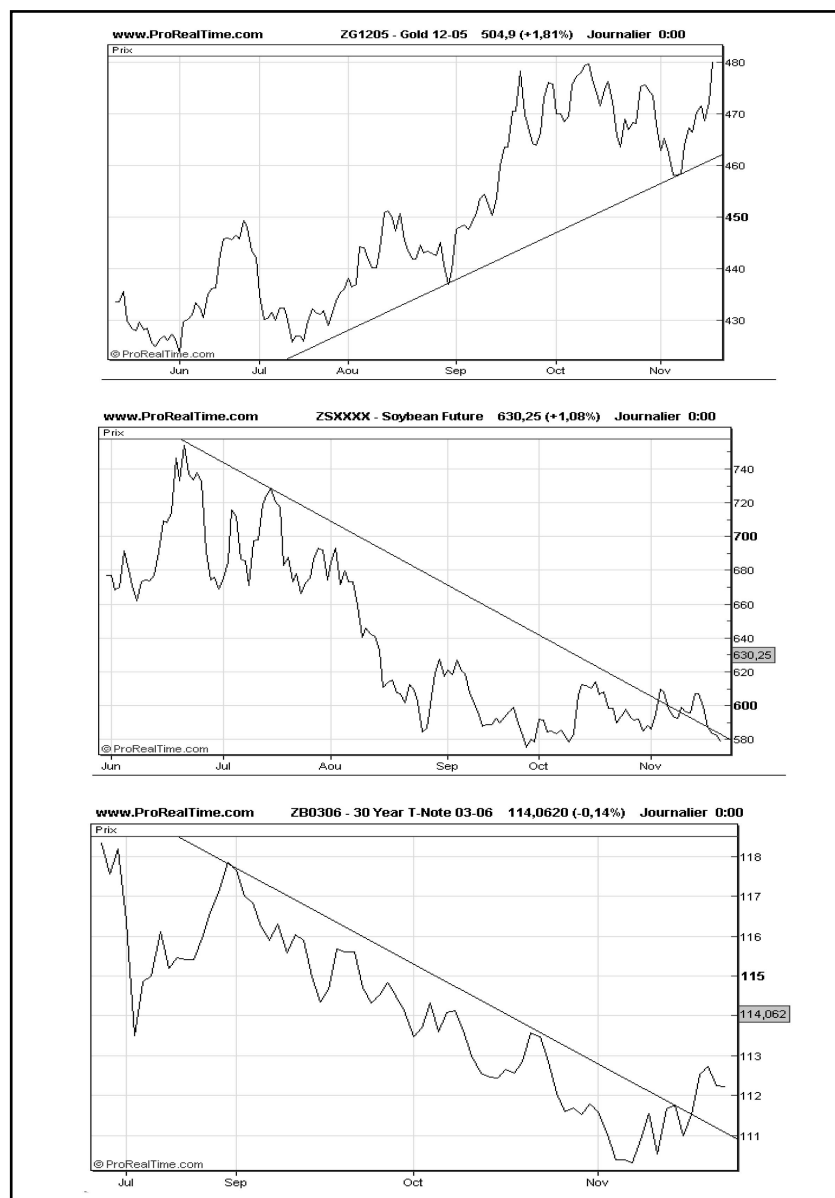 www.ProRealTime.com ZG1205 - Gold 12-05 504,9 (+1,81%) Journalier 0:00
Prix
480
470
460
450
440
430
© ProRealTime.com
Jun Jul Aou Sep Oct Nov
www.ProRealTime.com ZSXXXX - Soybean Future 630,25 (+1,08%) Journalier 0:00
Prix
740
720
700
680
660
640
630,25
620
600
580
© ProRealTime.com
Jun Jul Aou Sep Oct Nov
www.ProRealTime.com ZB0306 - 30 Year T-Note 03-06 114,0620 (-0,14%) Journalier 0:00
Prix
118
117
116
115
114,062
113
112
111
© ProRealTime.com
Jul Sep Oct Nov